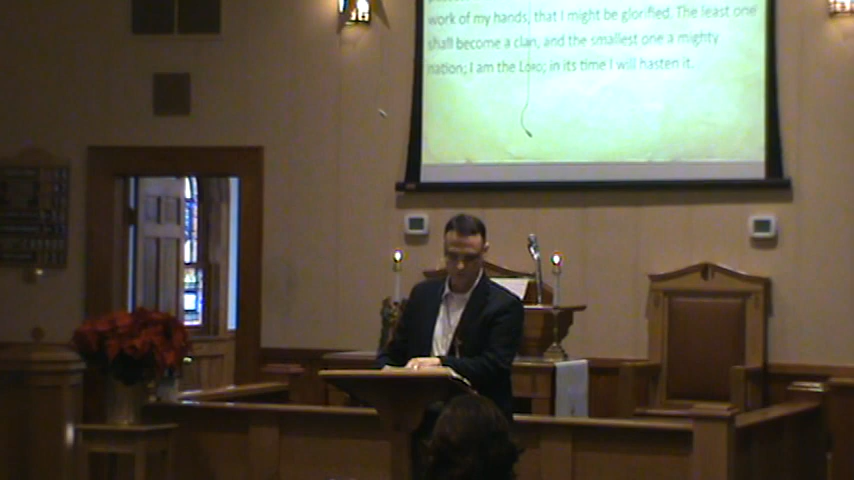 work of my hands, that I might be glorified. The least one
shall become a clan, and the smallest one a mighty
nation; I am the LORD; in its time I will hasten it.